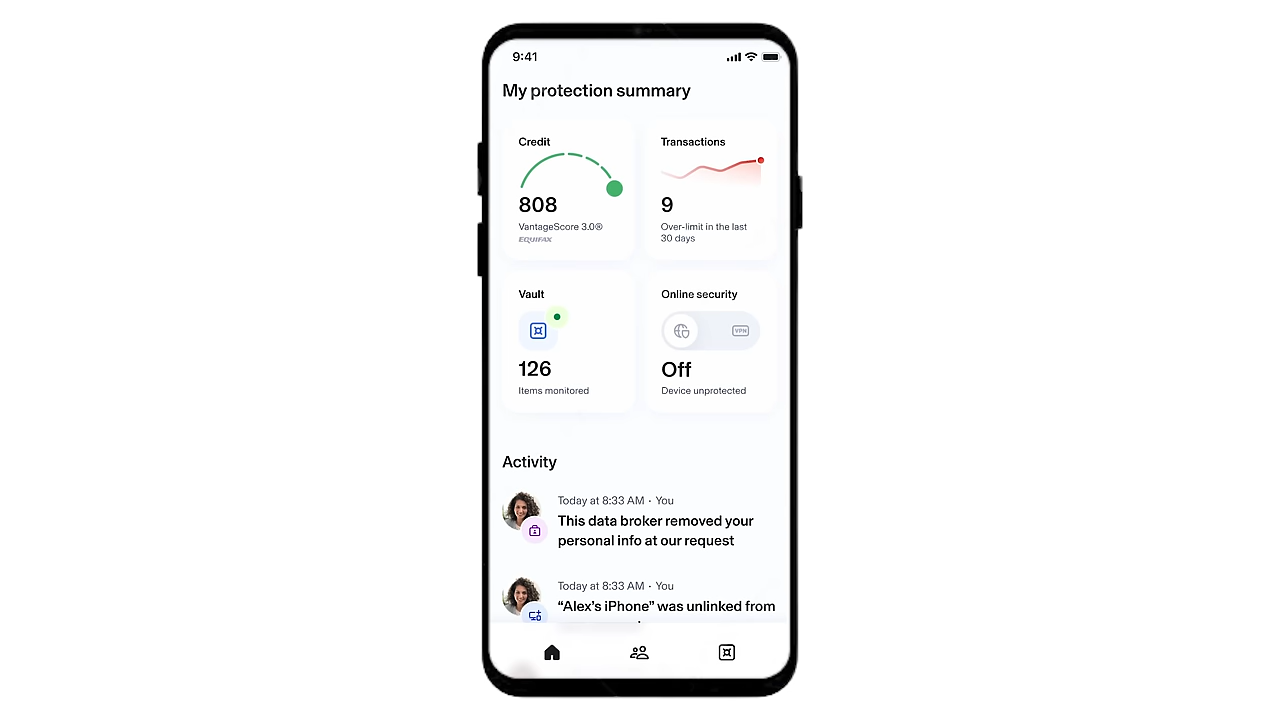 9:41
My protection summary
Credit
808
VantageScore 3.0®
EQUIFAX
Transactions
9
Over-limit in the last
30 days
Vault
126
Items monitored
Online security
VPN
Off
Device unprotected
Activity
Today at 8:33 AM · You
This data broker removed your
personal info at our request
Today at 8:33 AM · You
“Alex’s iPhone” was unlinked from